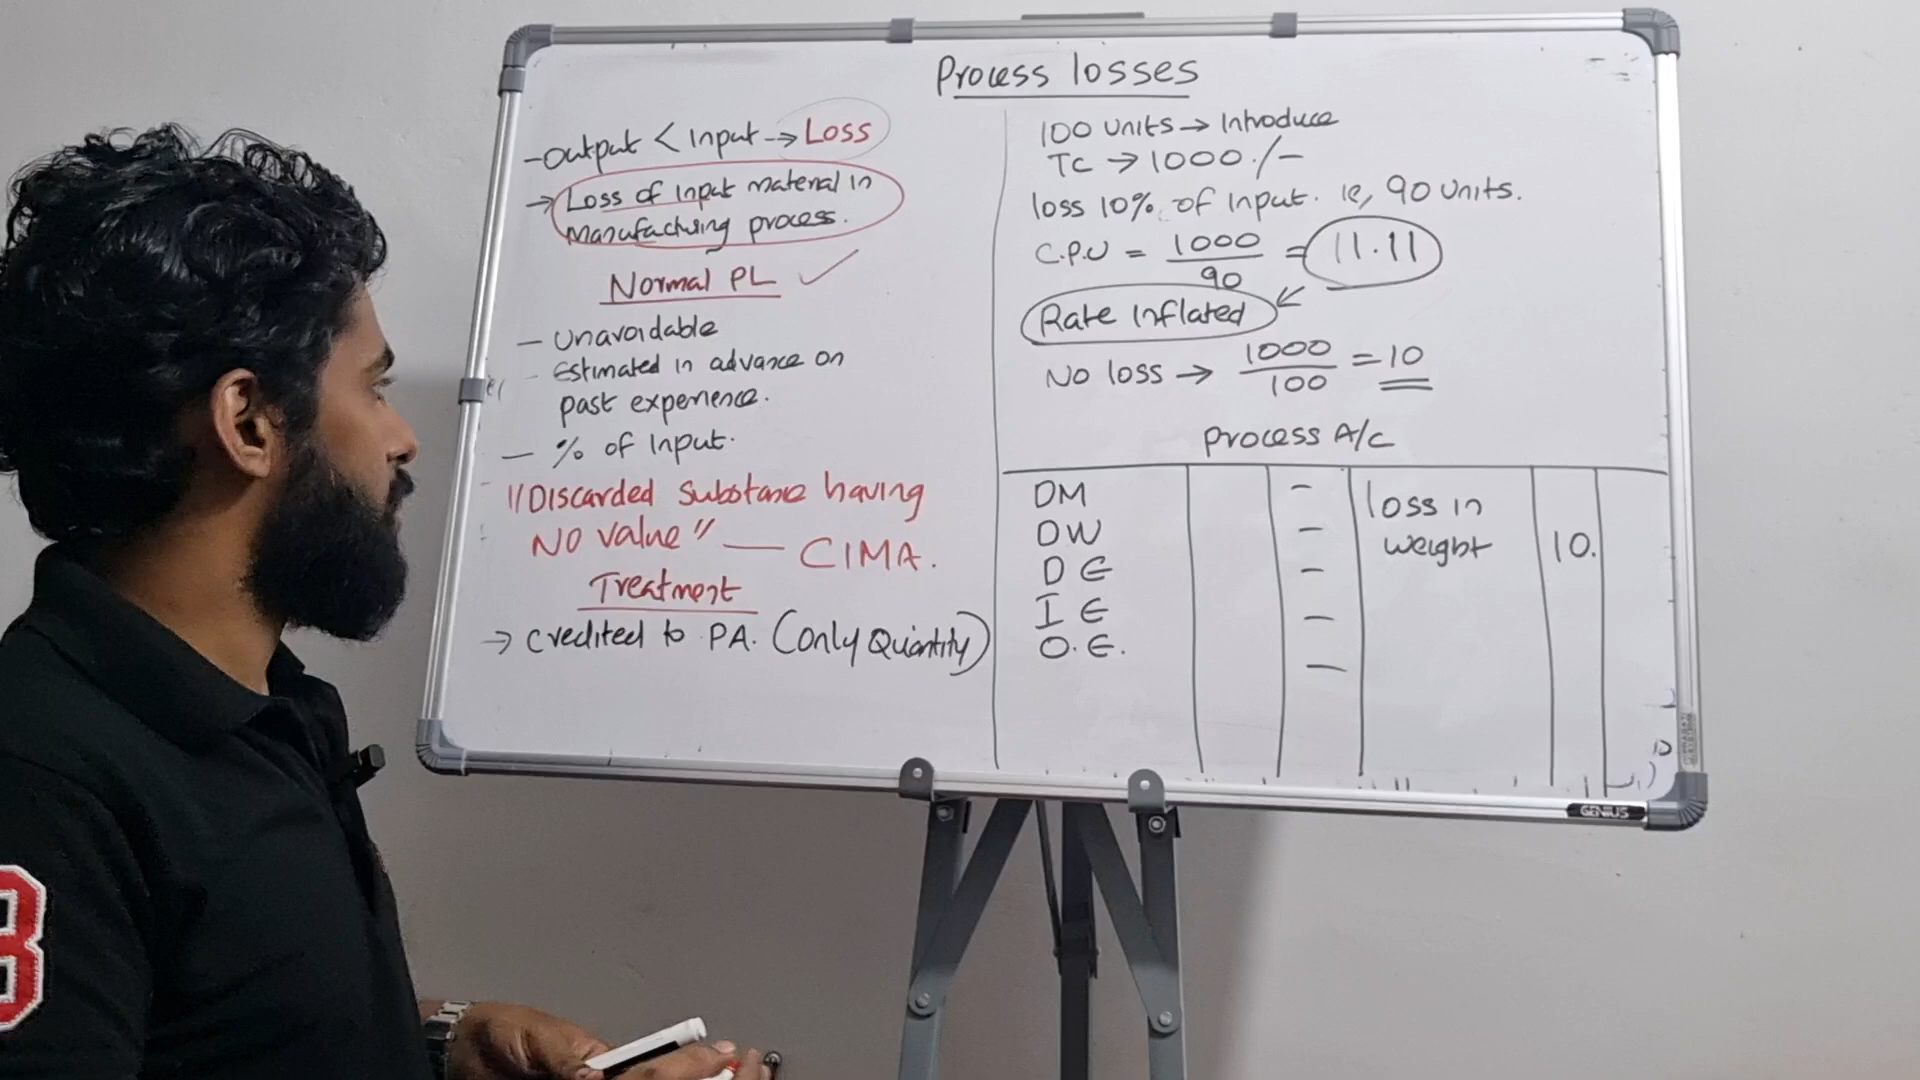 Process losses
- Output < Input → Loss
→ Loss of Input material in
Manufacturing process.
Normal PL ✓
- Unavoidable
- Estimated in advance on
past experience.
- % of Input.
"Discarded Substance having
NO value" — CIMA.
Treatment
→ credited to PA. (Only Quantity)
100 Units → Introduce
TC → 1000./-
loss 10% of Input. ie, 90 Units.
C.P.U = 1000/90 = 11.11
Rate Inflated
No loss → 1000/100 = 10
Process A/C
DM -
DW -
DE -
IE -
O.E. -
loss in
weight 10.
GENIUS
B